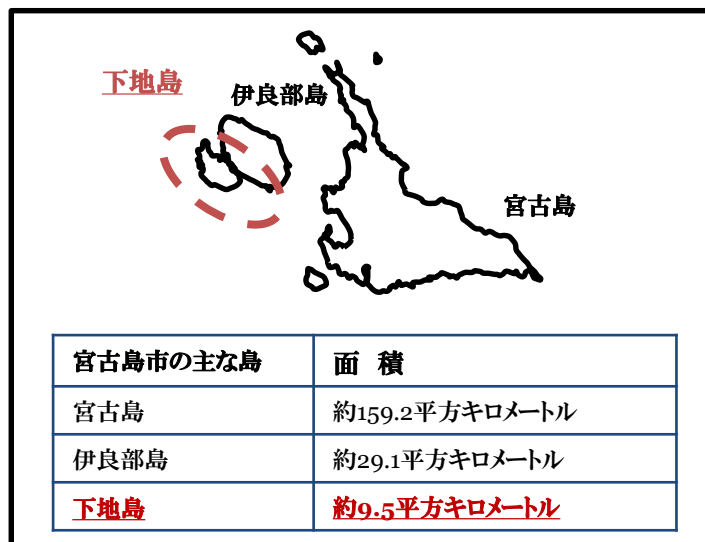 下地島
伊良部島
宮古島
宮古島市の主な島 面 積
宮古島 約159.2平方キロメートル
伊良部島 約29.1平方キロメートル
下地島 約9.5平方キロメートル